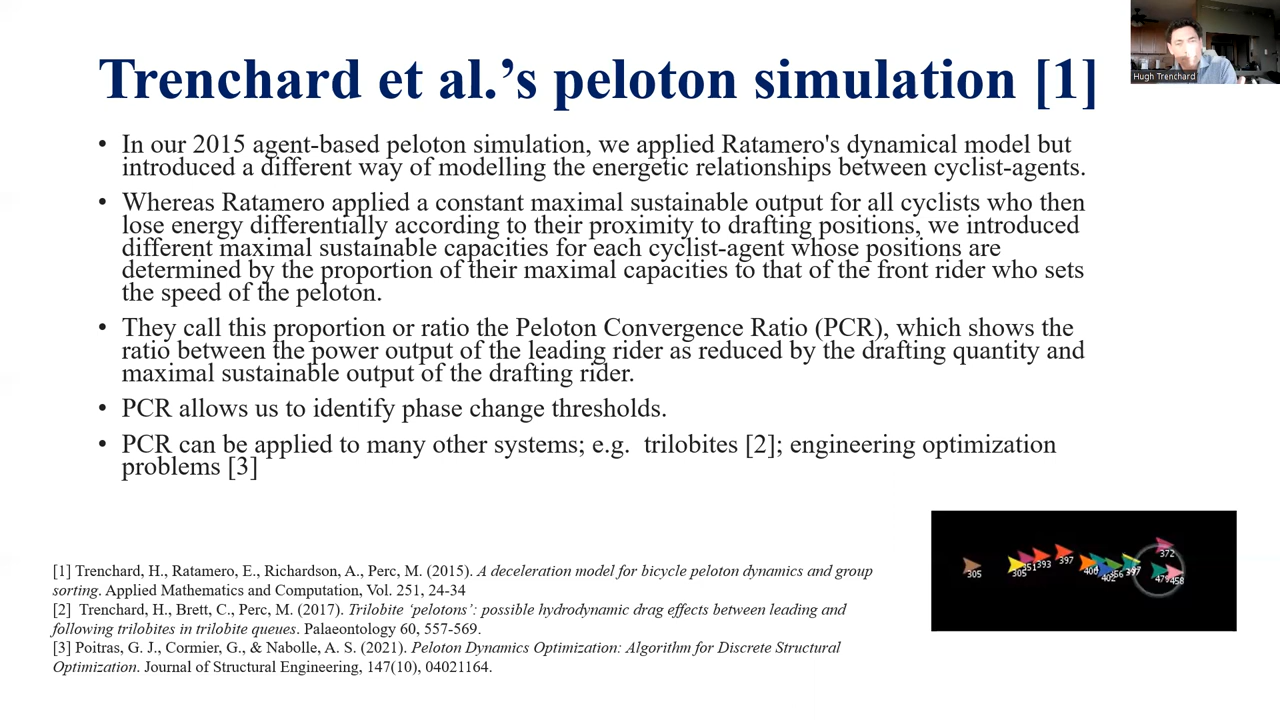 Trenchard et al.’s peloton simulation [1]
Hugh Trenchard
• In our 2015 agent-based peloton simulation, we applied Ratamero's dynamical model but
introduced a different way of modelling the energetic relationships between cyclist-agents.
• Whereas Ratamero applied a constant maximal sustainable output for all cyclists who then
lose energy differentially according to their proximity to drafting positions, we introduced
different maximal sustainable capacities for each cyclist-agent whose positions are
determined by the proportion of their maximal capacities to that of the front rider who sets
the speed of the peloton.
• They call this proportion or ratio the Peloton Convergence Ratio (PCR), which shows the
ratio between the power output of the leading rider as reduced by the drafting quantity and
maximal sustainable output of the drafting rider.
• PCR allows us to identify phase change thresholds.
• PCR can be applied to many other systems; e.g. trilobites [2]; engineering optimization
problems [3]
372
305
305
351
393
397
400
402
356
397
479
458
[1] Trenchard, H., Ratamero, E., Richardson, A., Perc, M. (2015). A deceleration model for bicycle peloton dynamics and group
sorting. Applied Mathematics and Computation, Vol. 251, 24-34
[2] Trenchard, H., Brett, C., Perc, M. (2017). Trilobite ‘pelotons’: possible hydrodynamic drag effects between leading and
following trilobites in trilobite queues. Palaeontology 60, 557-569.
[3] Poitras, G. J., Cormier, G., & Nabolle, A. S. (2021). Peloton Dynamics Optimization: Algorithm for Discrete Structural
Optimization. Journal of Structural Engineering, 147(10), 04021164.